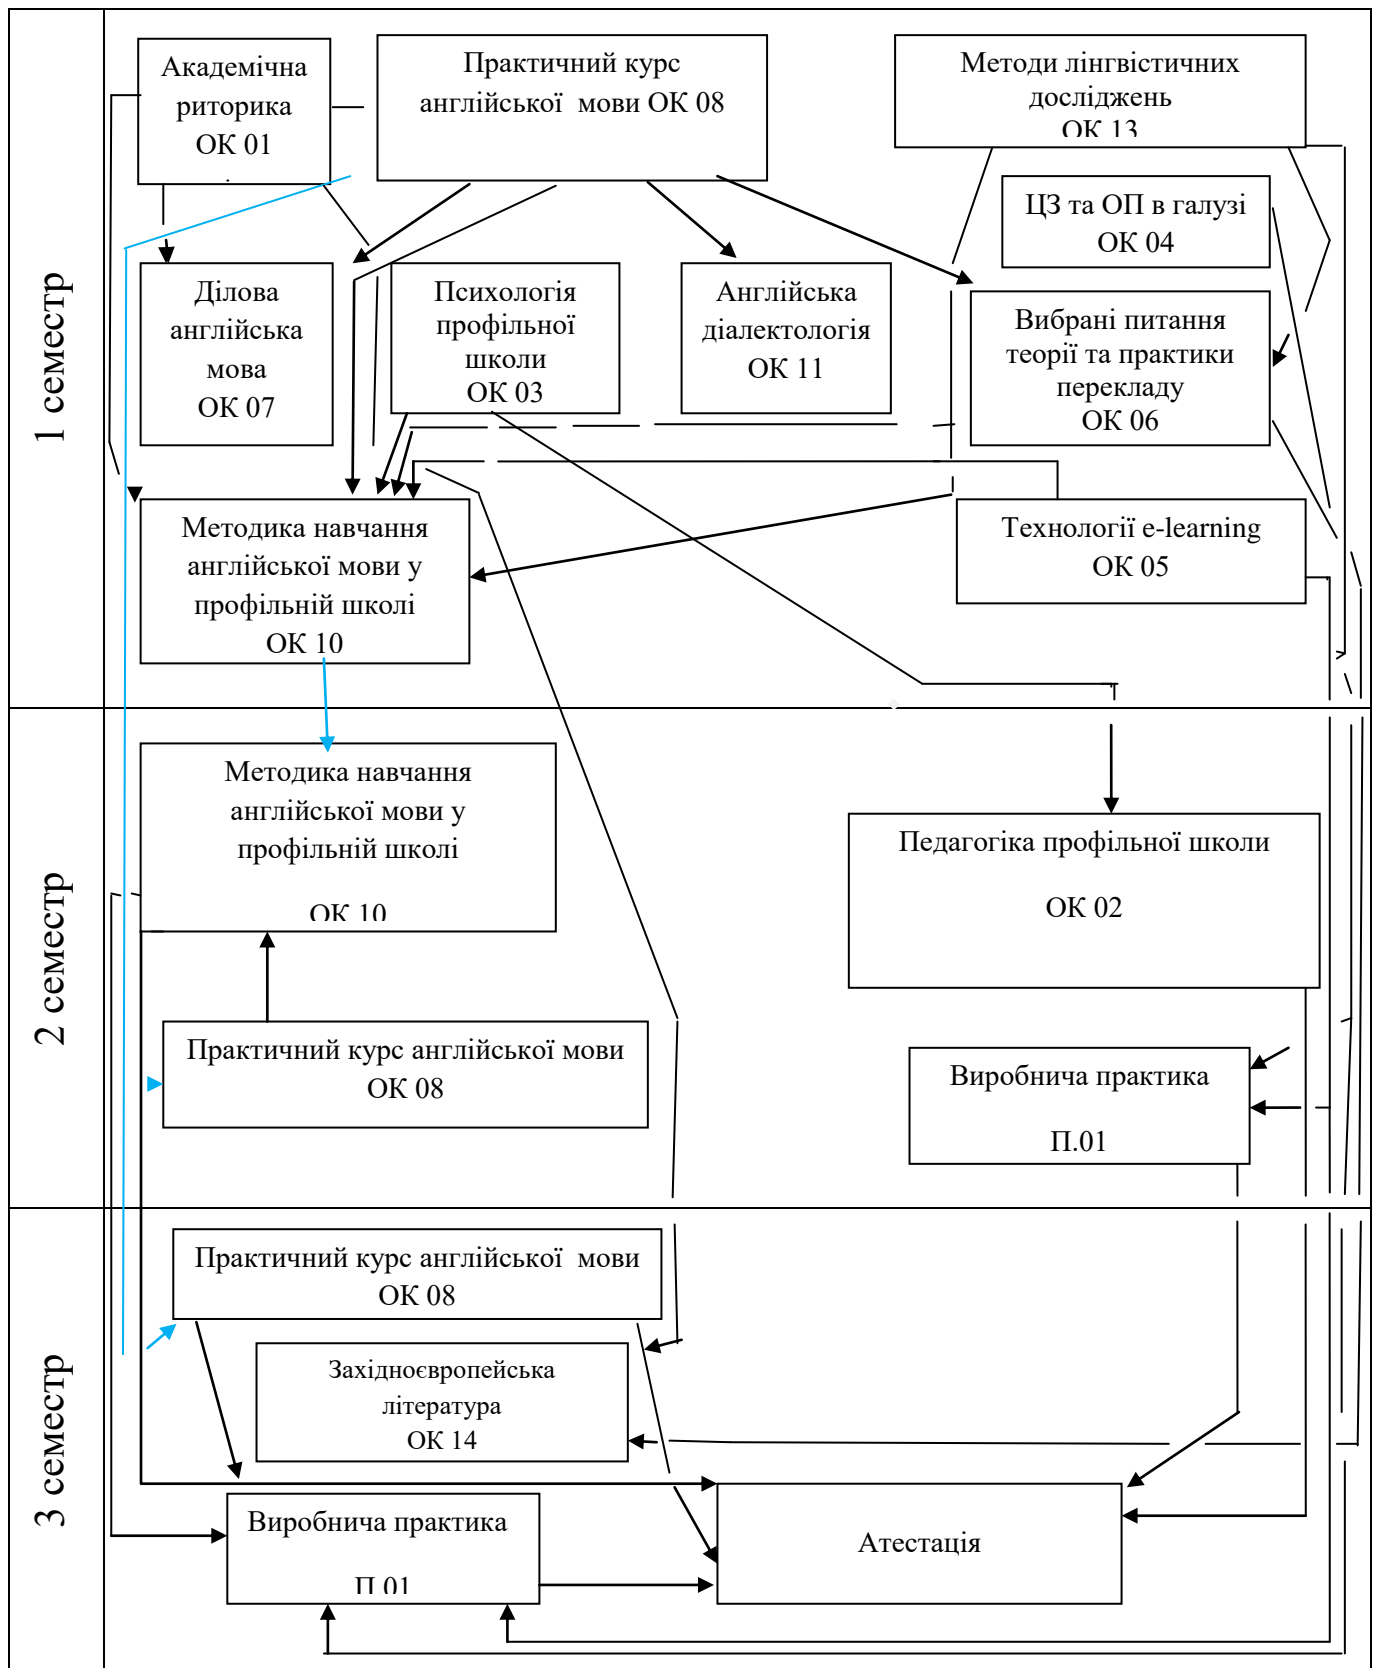 1 семестр
Академічна
риторика
ОК 01
Практичний курс
англійської мови ОК 08
Методи лінгвістичних
досліджень
ОК 13
ЦЗ та ОП в галузі
ОК 04
Ділова
англійська
мова
ОК 07
Психологія
профільної
школи
ОК 03
Англійська
діалектологія
ОК 11
Вибрані питання
теорії та практики
перекладу
ОК 06
Методика навчання
англійської мови у
профільній школі
ОК 10
Технології e-learning
ОК 05
2 семестр
Методика навчання
англійської мови у
профільній школі
ОК 10
Педагогіка профільної школи
ОК 02
Практичний курс англійської мови
ОК 08
Виробнича практика
П.01
3 семестр
Практичний курс англійської мови
ОК 08
Західноєвропейська
література
ОК 14
Виробнича практика
П.01
Атестація